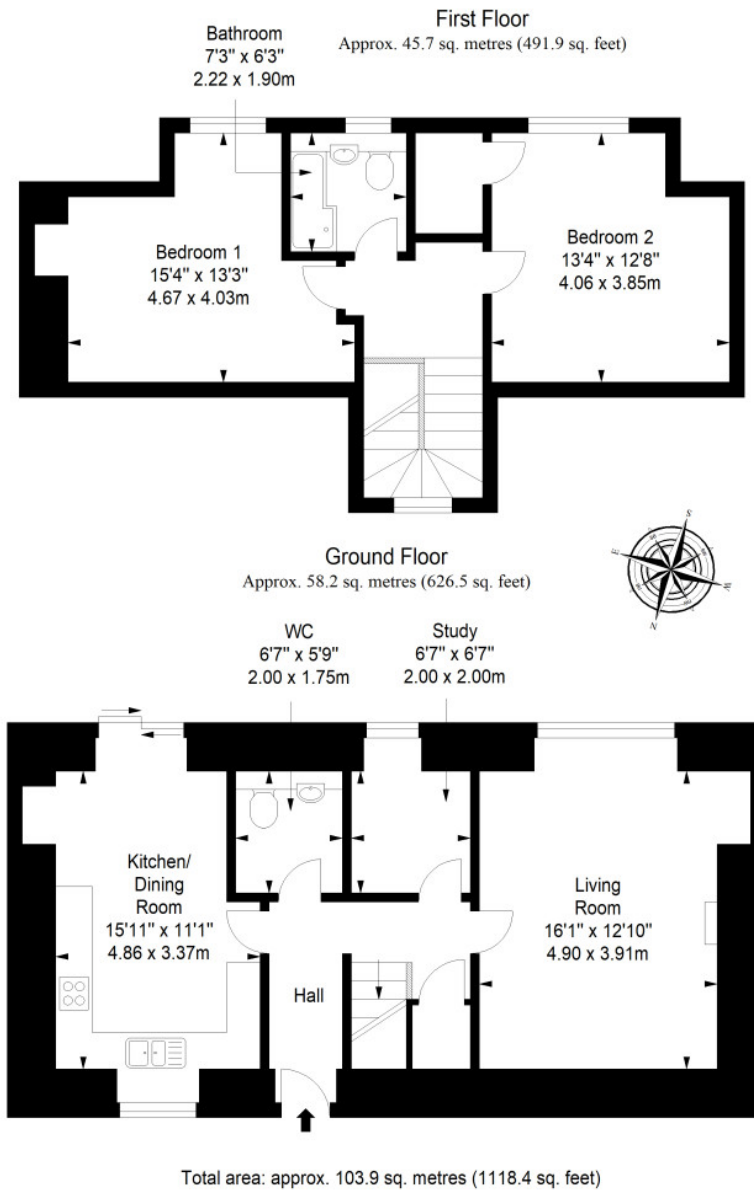 First Floor
Approx. 45.7 sq. metres (491.9 sq. feet)
Bathroom
7'3" x 6'3"
2.22 x 1.90m
Bedroom 1
15'4" x 13'3"
4.67 x 4.03m
Bedroom 2
13'4" x 12'8"
4.06 x 3.85m
S
E
W
N
Ground Floor
Approx. 58.2 sq. metres (626.5 sq. feet)
WC
6'7" x 5'9"
2.00 x 1.75m
Study
6'7" x 6'7"
2.00 x 2.00m
Kitchen/
Dining
Room
15'11" x 11'1"
4.86 x 3.37m
Living
Room
16'1" x 12'10"
4.90 x 3.91m
Hall
Total area: approx. 103.9 sq. metres (1118.4 sq. feet)